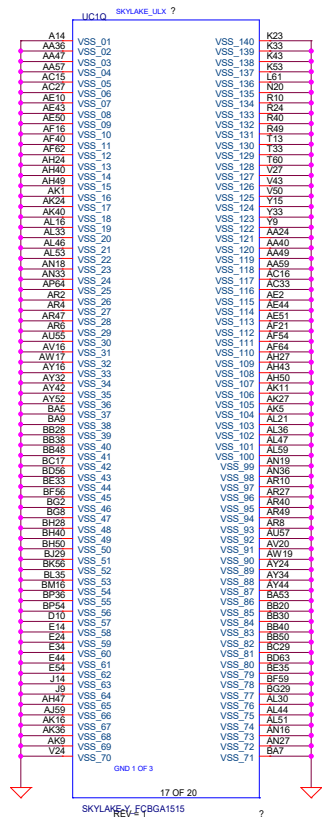 SKYLAKE_ULX ?
UC1Q
A14 VSS_01 VSS_140 K23
AA36 VSS_02 VSS_139 K33
AA47 VSS_03 VSS_138 K43
AA57 VSS_04 VSS_137 K53
AC15 VSS_05 VSS_136 L61
AC27 VSS_06 VSS_135 N20
AE10 VSS_07 VSS_134 R10
AE43 VSS_08 VSS_133 R24
AE50 VSS_09 VSS_132 R40
AF16 VSS_10 VSS_131 R49
AF40 VSS_11 VSS_130 T13
AF62 VSS_12 VSS_129 T33
AH24 VSS_13 VSS_128 T60
AH40 VSS_14 VSS_127 V27
AH49 VSS_15 VSS_126 V43
AK1 VSS_16 VSS_125 V50
AK24 VSS_17 VSS_124 Y15
AK40 VSS_18 VSS_123 Y33
AL16 VSS_19 VSS_122 Y9
AL33 VSS_20 VSS_121 AA24
AL46 VSS_21 VSS_120 AA40
AL53 VSS_22 VSS_119 AA49
AN18 VSS_23 VSS_118 AA59
AN33 VSS_24 VSS_117 AC16
AP64 VSS_25 VSS_116 AC33
AR2 VSS_26 VSS_115 AE2
AR4 VSS_27 VSS_114 AE44
AR47 VSS_28 VSS_113 AE51
AR6 VSS_29 VSS_112 AF21
AU55 VSS_30 VSS_111 AF54
AV16 VSS_31 VSS_110 AF64
AW17 VSS_32 VSS_109 AH27
AY16 VSS_33 VSS_108 AH43
AY32 VSS_34 VSS_107 AH50
AY42 VSS_35 VSS_106 AK11
AY52 VSS_36 VSS_105 AK27
BA5 VSS_37 VSS_104 AK5
BA9 VSS_38 VSS_103 AL21
BB28 VSS_39 VSS_102 AL36
BB38 VSS_40 VSS_101 AL47
BB48 VSS_41 VSS_100 AL59
BC17 VSS_42 VSS_99 AN19
BD56 VSS_43 VSS_98 AN36
BE33 VSS_44 VSS_97 AR10
BF56 VSS_45 VSS_96 AR27
BG2 VSS_46 VSS_95 AR40
BG8 VSS_47 VSS_94 AR49
BH28 VSS_48 VSS_93 AR8
BH40 VSS_49 VSS_92 AU57
BH50 VSS_50 VSS_91 AV20
BJ29 VSS_51 VSS_90 AW19
BK56 VSS_52 VSS_89 AY24
BL35 VSS_53 VSS_88 AY34
BM16 VSS_54 VSS_87 AY44
BP36 VSS_55 VSS_86 BA53
BP54 VSS_56 VSS_85 BB20
D10 VSS_57 VSS_84 BB30
E14 VSS_58 VSS_83 BB40
E24 VSS_59 VSS_82 BB50
E34 VSS_60 VSS_81 BC29
E44 VSS_61 VSS_80 BD63
E54 VSS_62 VSS_79 BE35
J14 VSS_63 VSS_78 BF59
J9 VSS_64 VSS_77 BG29
AH47 VSS_65 VSS_76 AL30
AJ59 VSS_66 VSS_75 AL44
AK16 VSS_67 VSS_74 AL51
AK36 VSS_68 VSS_73 AN16
AK9 VSS_69 VSS_72 AN27
V24 VSS_70 VSS_71 BA7
GND 1 OF 3
17 OF 20
SKYLAKE-Y_FCBGA1515
REV = 1 ?